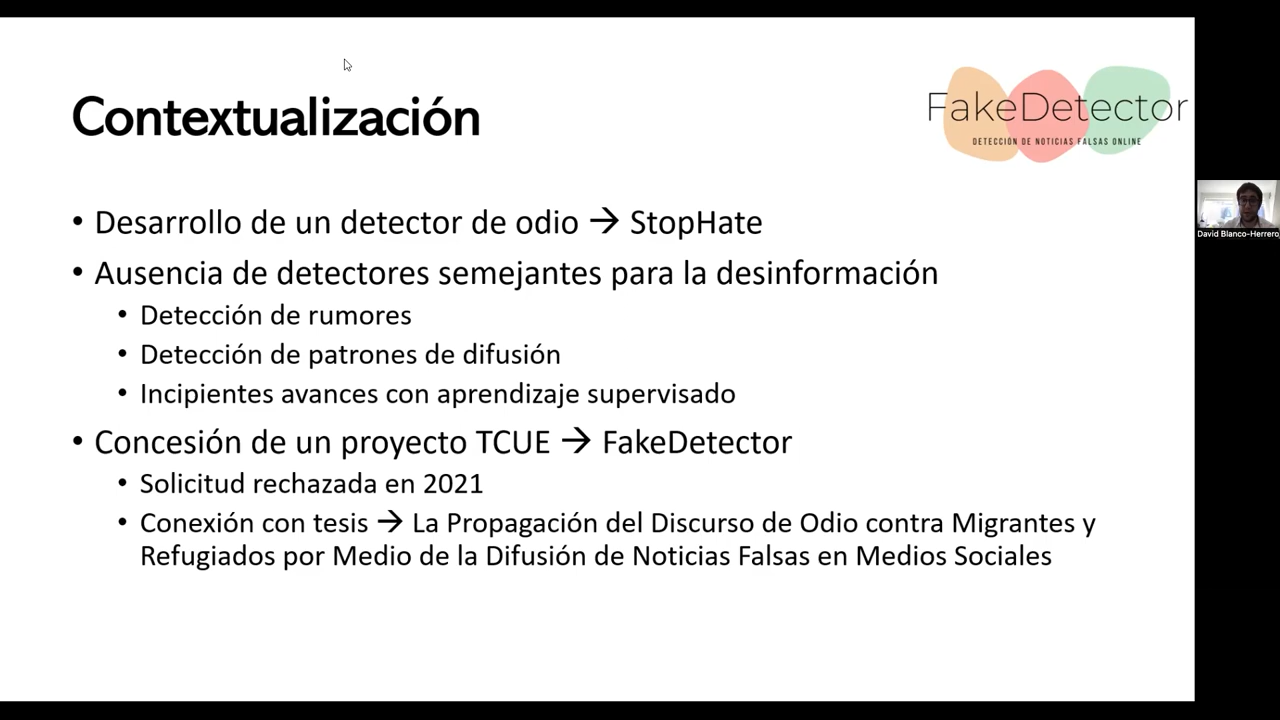 Contextualización
FakeDetector
DETECCIÓN DE NOTICIAS FALSAS ONLINE
• Desarrollo de un detector de odio → StopHate
• Ausencia de detectores semejantes para la desinformación
• Detección de rumores
• Detección de patrones de difusión
• Incipientes avances con aprendizaje supervisado
• Concesión de un proyecto TCUE → FakeDetector
• Solicitud rechazada en 2021
• Conexión con tesis → La Propagación del Discurso de Odio contra Migrantes y
Refugiados por Medio de la Difusión de Noticias Falsas en Medios Sociales
David Blanco-Herrero